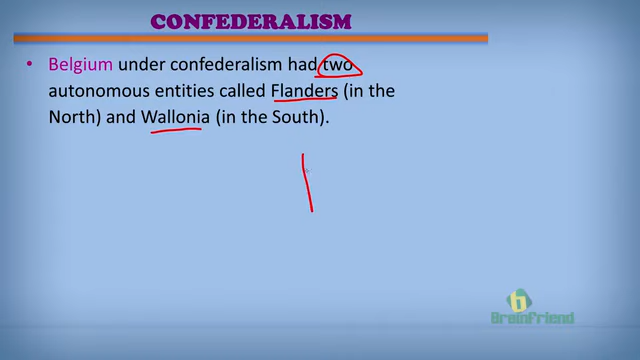 CONFEDERALISM
• Belgium under confederalism had two
autonomous entities called Flanders (in the
North) and Wallonia (in the South).
BrainFriend